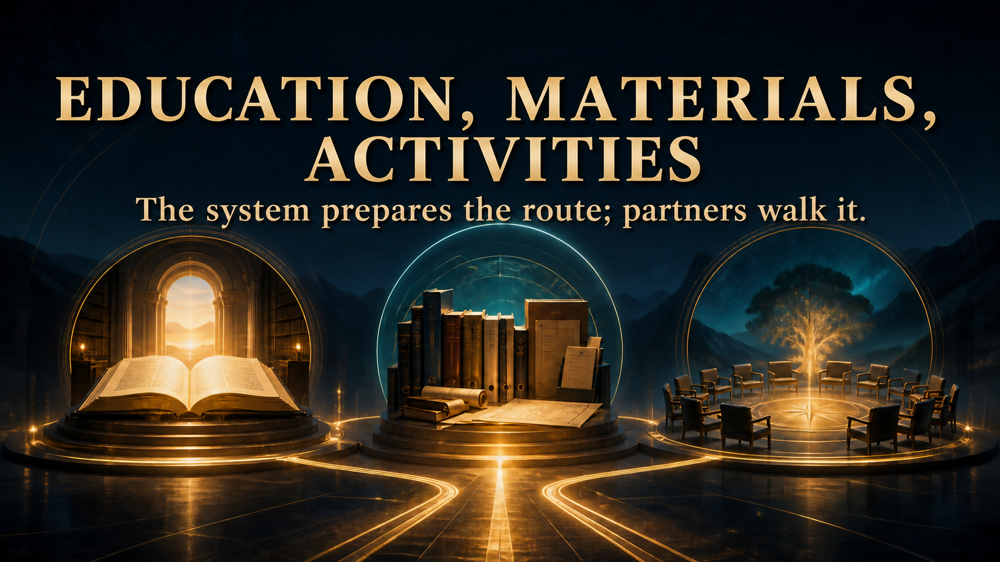 EDUCATION, MATERIALS,
ACTIVITIES
The system prepares the route; partners walk it.